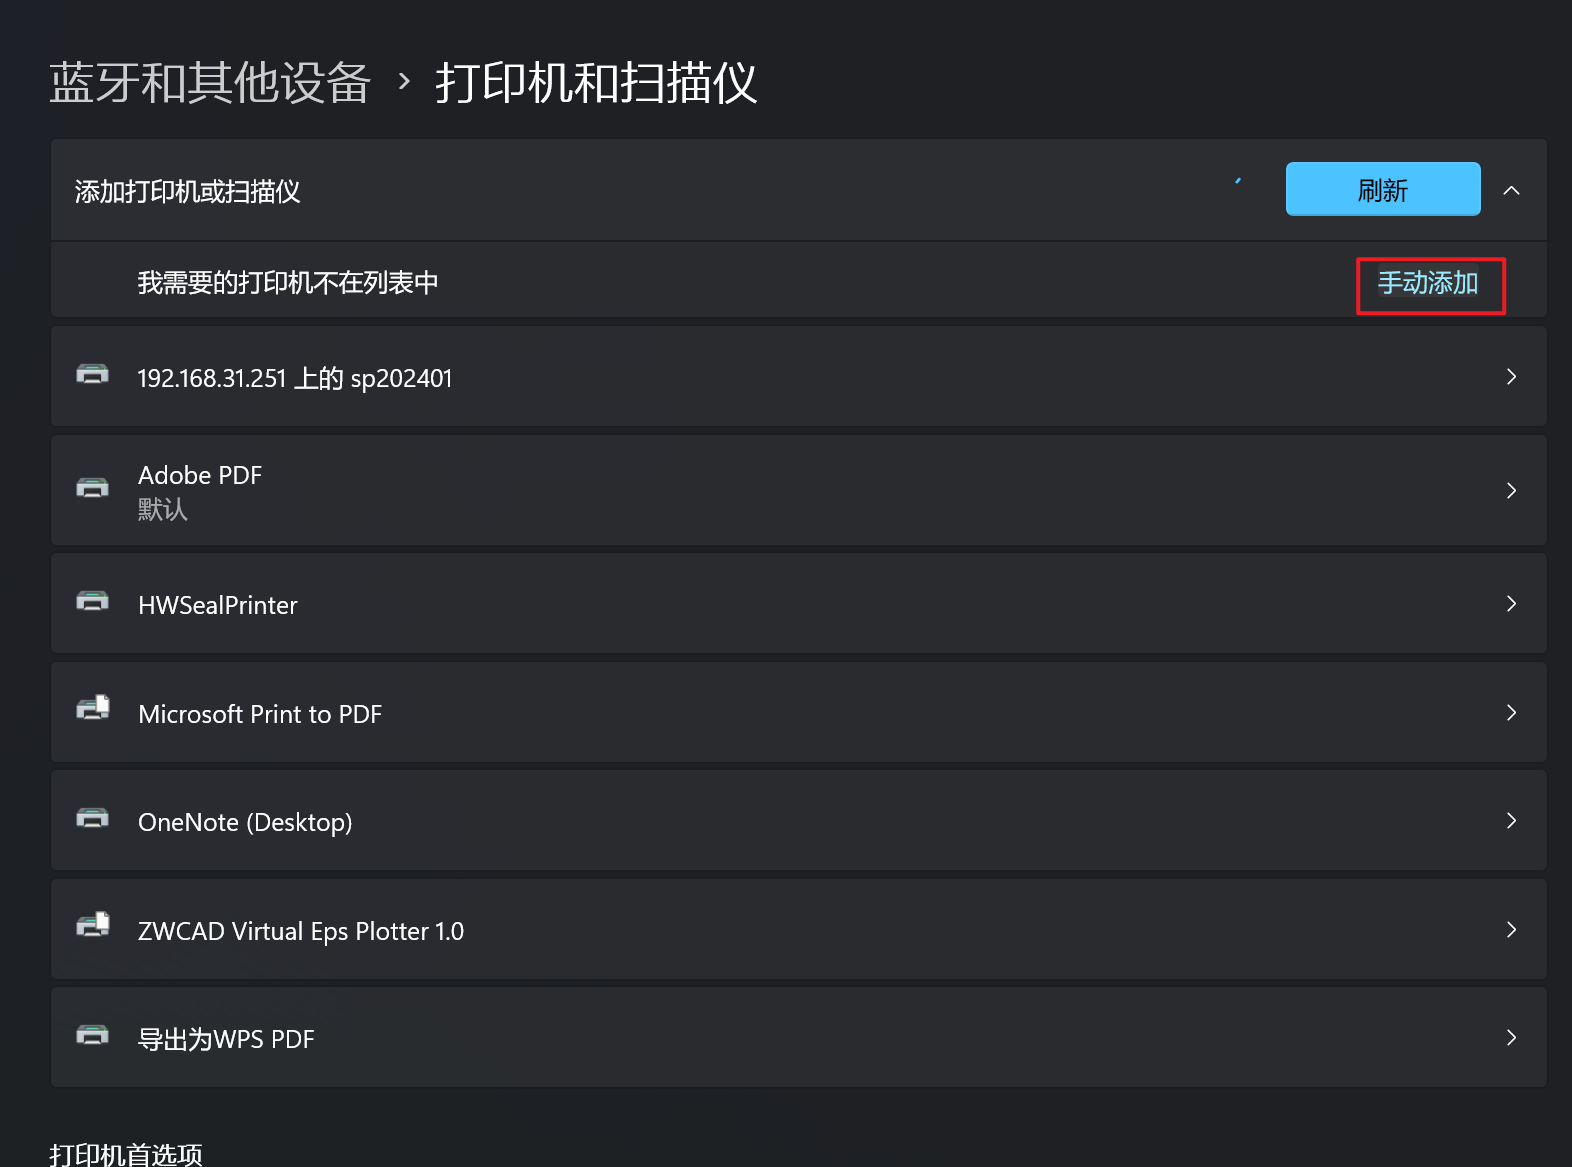 蓝牙和其他设备 › 打印机和扫描仪
添加打印机或扫描仪
刷新
我需要的打印机不在列表中
手动添加
192.168.31.251 上的 sp202401
Adobe PDF
默认
HWSealPrinter
Microsoft Print to PDF
OneNote (Desktop)
ZWCAD Virtual Eps Plotter 1.0
导出为WPS PDF
打印机首选项